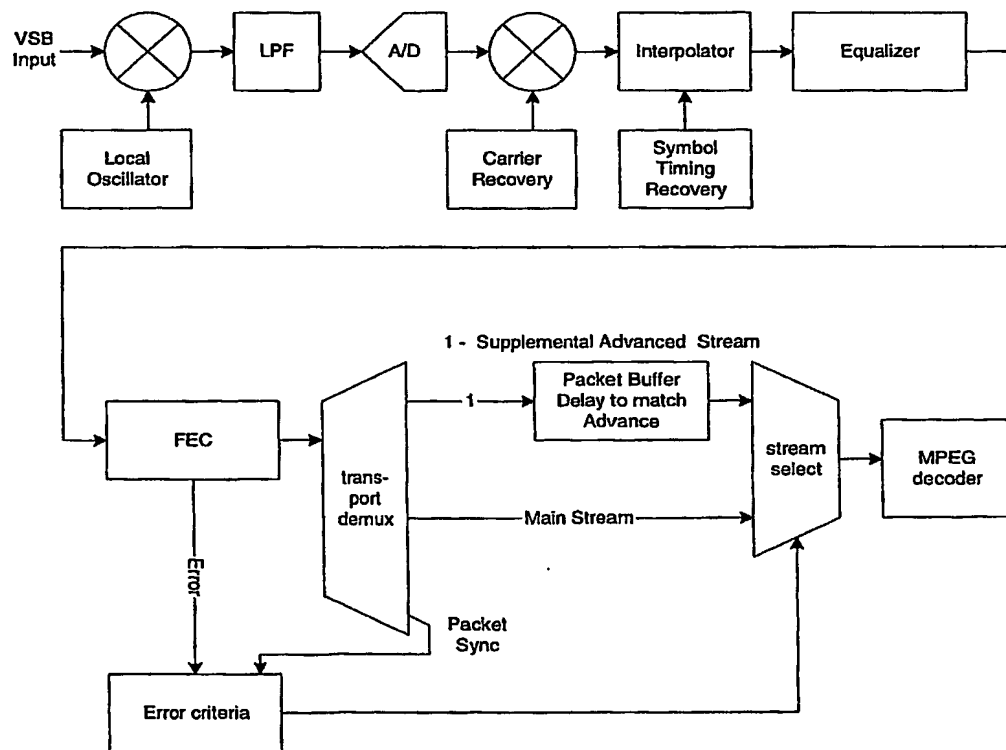 VSB
Input
LPF
A/D
Interpolator
Equalizer
Local
Oscillator
Carrier
Recovery
Symbol
Timing
Recovery
1 - Supplemental Advanced Stream
FEC
trans-
port
demux
1
Packet Buffer
Delay to match
Advance
stream
select
MPEG
decoder
Main Stream
Error
Packet
Sync
Error criteria